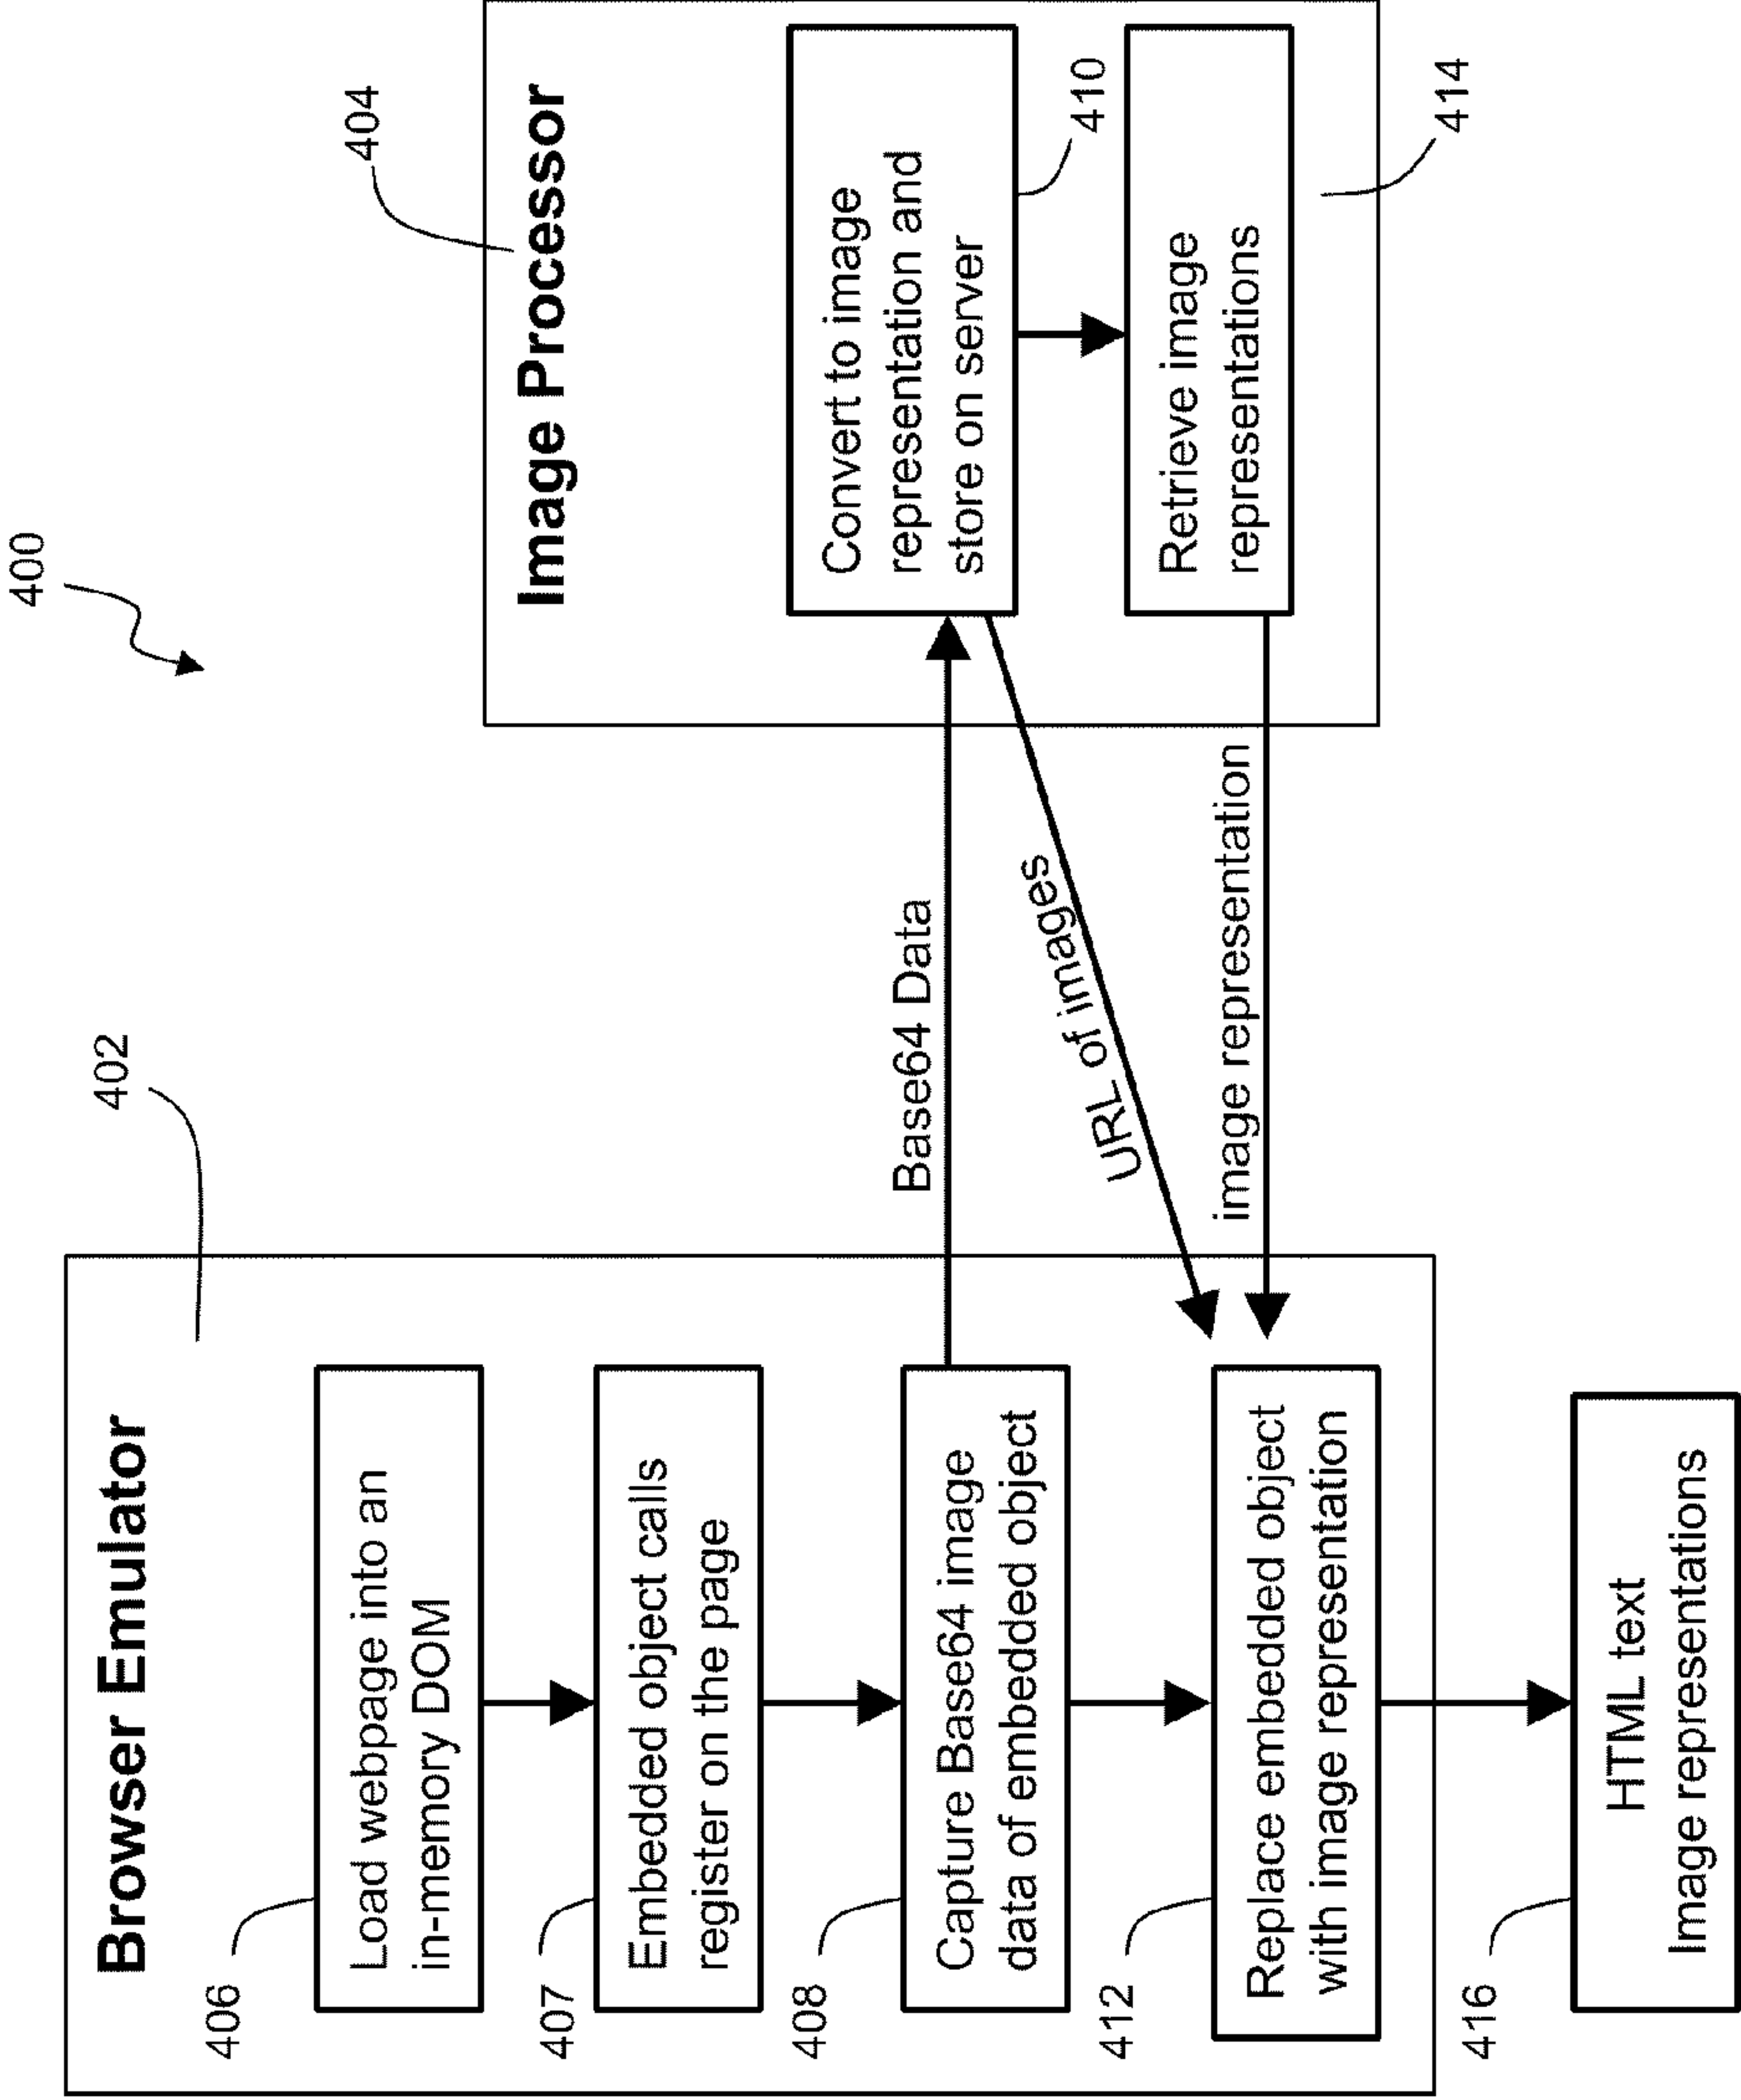 400
402
Browser Emulator
406
Load webpage into an
in-memory DOM
407
Embedded object calls
register on the page
408
Capture Base64 image
data of embedded object
412
Replace embedded object
with image representation
416
HTML text
Image representations
Base64 Data
URL of images
image representation
404
Image Processor
Convert to image
representation and
store on server
410
Retrieve image
representations
414